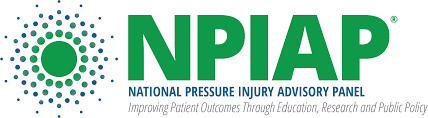 NPIAP®
NATIONAL PRESSURE INJURY ADVISORY PANEL
Improving Patient Outcomes Through Education, Research and Public Policy